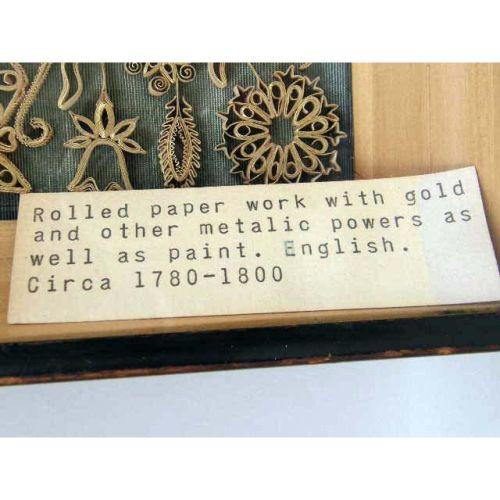 Rolled paper work with gold
and other metalic powers as
well as paint. English.
Circa 1780-1800